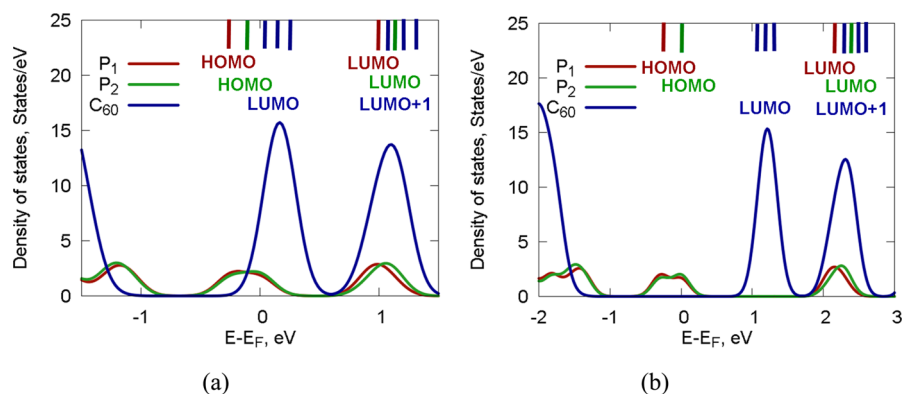 25
20
15
10
5
0
Density of states, States/eV
P1
P2
C60
HOMO
HOMO
LUMO
LUMO
LUMO
LUMO+1
-1
0
1
E-EF, eV
(a)
25
20
15
10
5
0
Density of states, States/eV
P1
P2
C60
HOMO
HOMO
LUMO
LUMO
LUMO
LUMO+1
-2
-1
0
1
2
3
E-EF, eV
(b)